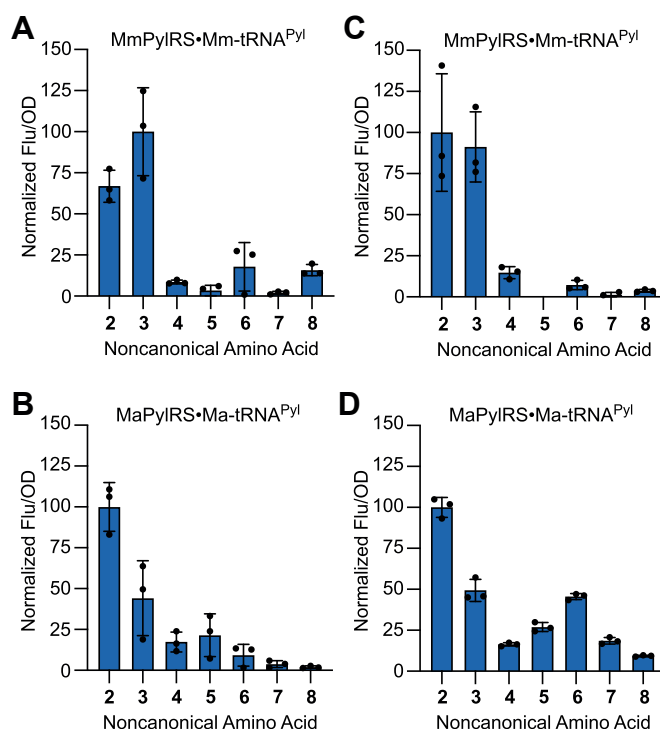 A
MmPylRS•Mm-tRNAPyl
Normalized Flu/OD
150
125
100
75
50
25
0
2 3 4 5 6 7 8
Noncanonical Amino Acid
B
MaPylRS•Ma-tRNAPyl
Normalized Flu/OD
150
125
100
75
50
25
0
2 3 4 5 6 7 8
Noncanonical Amino Acid
C
MmPylRS•Mm-tRNAPyl
Normalized Flu/OD
150
125
100
75
50
25
0
2 3 4 5 6 7 8
Noncanonical Amino Acid
D
MaPylRS•Ma-tRNAPyl
Normalized Flu/OD
150
125
100
75
50
25
0
2 3 4 5 6 7 8
Noncanonical Amino Acid